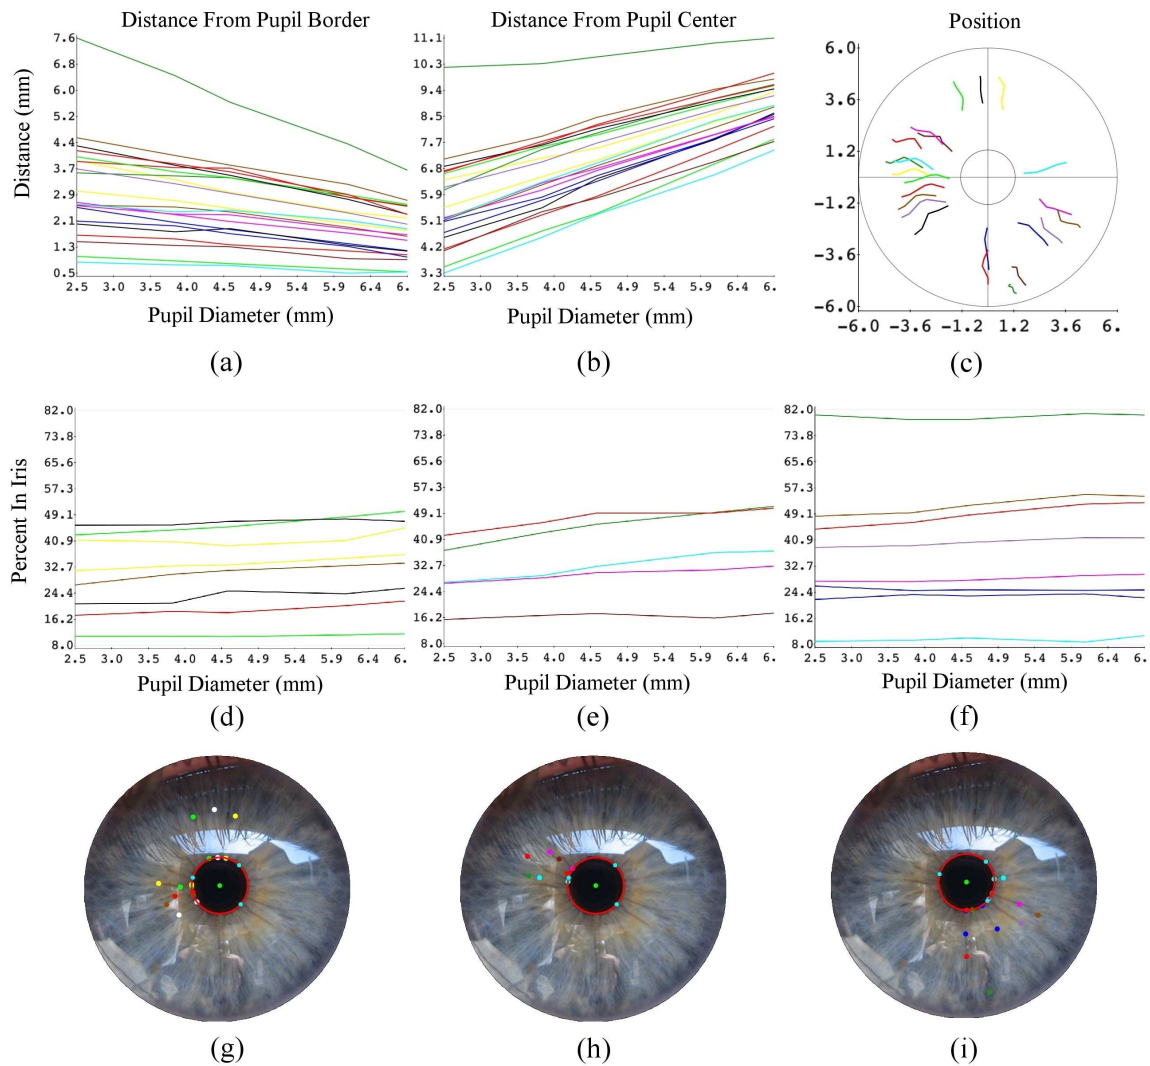 Distance From Pupil Border
Distance From Pupil Center
Position
Distance (mm)
7.6
6.8
6.0
5.2
4.4
3.7
2.9
2.1
1.3
0.5
2.5 3.0 3.5 4.0 4.5 4.9 5.4 5.9 6.
Pupil Diameter (mm)
(a)
11.1
10.3
9.4
8.5
7.6
6.8
5.9
5.1
4.2
3.3
2.5 3.0 3.5 4.0 4.5 4.9 5.4 5.9 6.
Pupil Diameter (mm)
(b)
6.0
3.6
1.2
-1.2
-3.6
-6.0
-6.0 -3.6 -1.2 1.2 3.6 6.
(c)
Percent In Iris
82.0
73.8
65.6
57.3
49.1
40.9
32.7
24.4
16.2
8.0
2.5 3.0 3.5 4.0 4.5 4.9 5.4 5.9 6.
Pupil Diameter (mm)
(d)
82.0
73.8
65.6
57.3
49.1
40.9
32.7
24.4
16.2
8.0
2.5 3.0 3.5 4.0 4.5 4.9 5.4 5.9 6.4 6.
Pupil Diameter (mm)
(e)
82.0
73.8
65.6
57.3
49.1
40.9
32.7
24.4
16.2
8.0
2.5 3.0 3.5 4.0 4.5 4.9 5.4 5.9 6.4 6.
Pupil Diameter (mm)
(f)
(g)
(h)
(i)